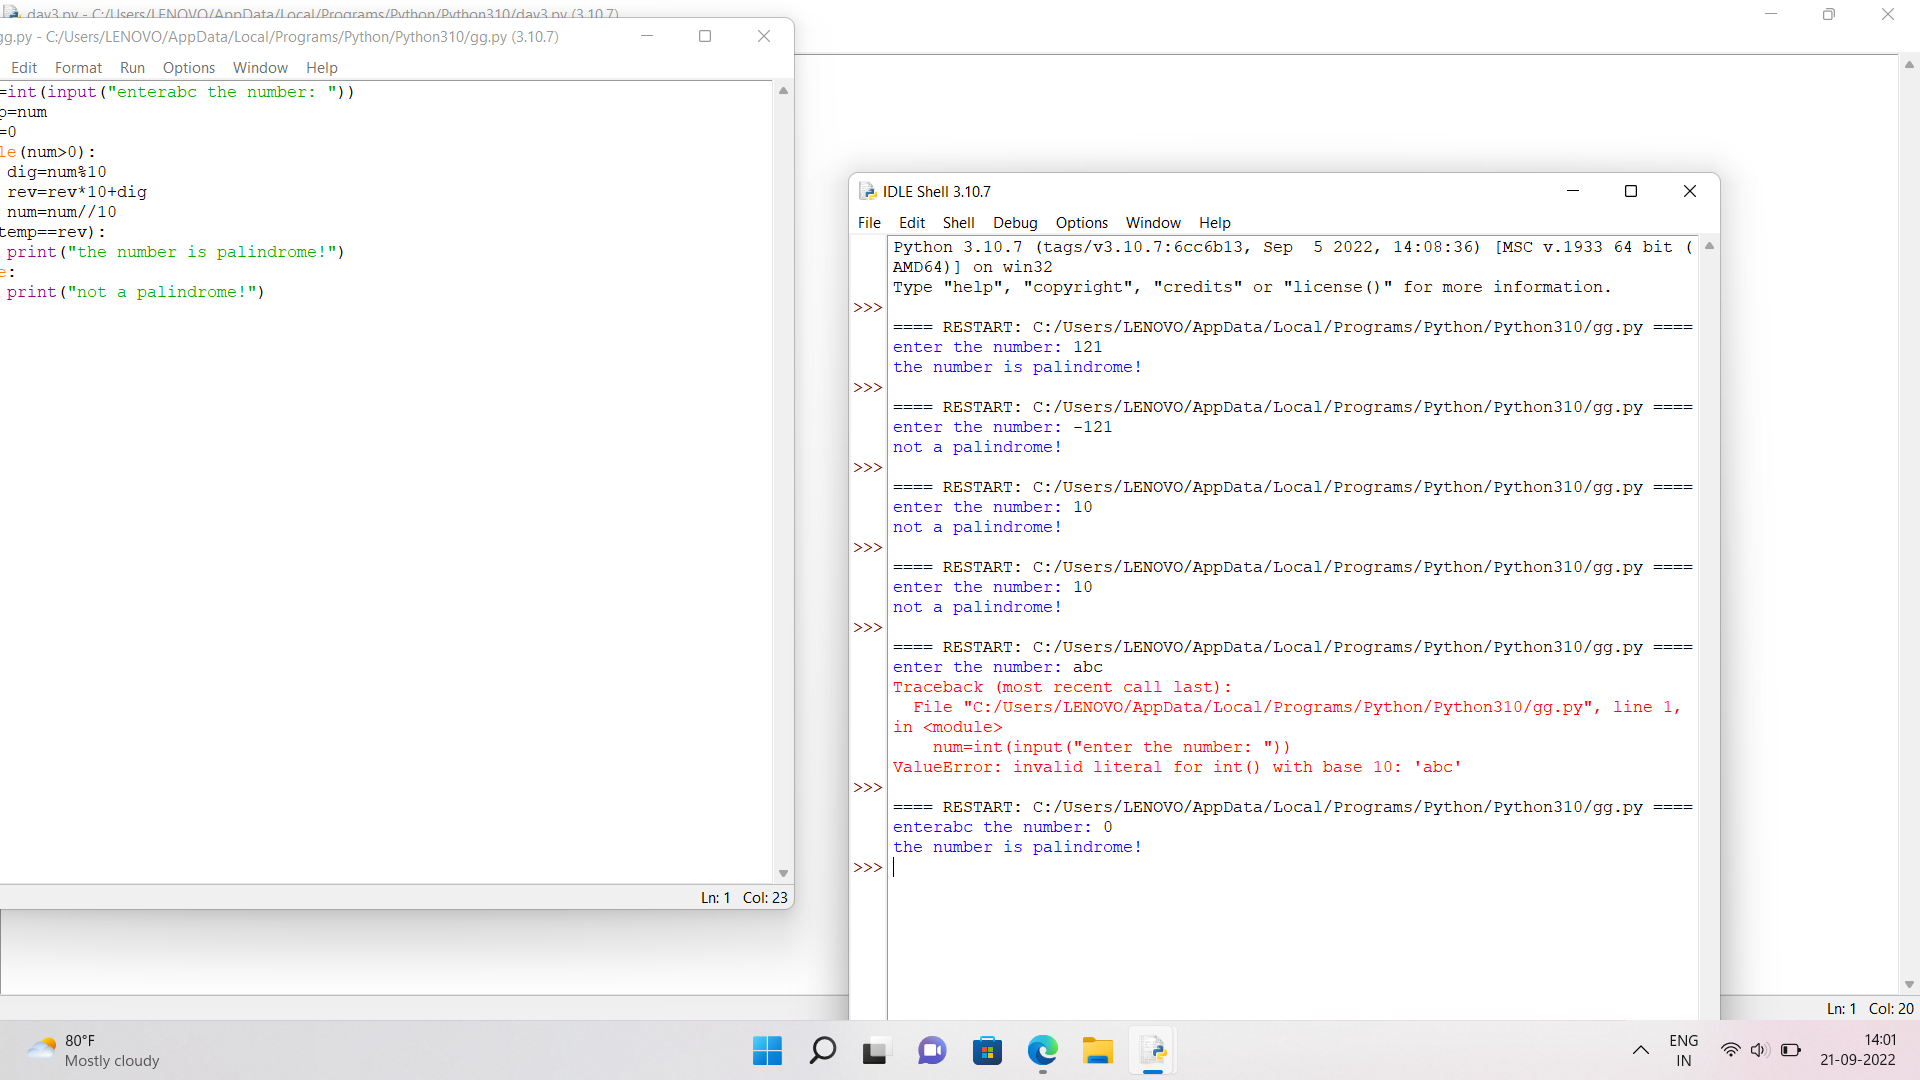 day3.py - C:/Users/LENOVO/AppData/Local/Programs/Python/Python310/day3.py (3.10.7)
gg.py - C:/Users/LENOVO/AppData/Local/Programs/Python/Python310/gg.py (3.10.7)
Edit Format Run Options Window Help
=int(input("enterabc the number: "))
p=num
=0
le(num>0):
dig=num%10
rev=rev*10+dig
num=num//10
temp==rev):
print("the number is palindrome!")
e:
print("not a palindrome!")
Ln: 1 Col: 23
IDLE Shell 3.10.7
File Edit Shell Debug Options Window Help
Python 3.10.7 (tags/v3.10.7:6cc6b13, Sep  5 2022, 14:08:36) [MSC v.1933 64 bit (
AMD64)] on win32
Type "help", "copyright", "credits" or "license()" for more information.
>>>
==== RESTART: C:/Users/LENOVO/AppData/Local/Programs/Python/Python310/gg.py ====
enter the number: 121
the number is palindrome!
>>>
==== RESTART: C:/Users/LENOVO/AppData/Local/Programs/Python/Python310/gg.py ====
enter the number: -121
not a palindrome!
>>>
==== RESTART: C:/Users/LENOVO/AppData/Local/Programs/Python/Python310/gg.py ====
enter the number: 10
not a palindrome!
>>>
==== RESTART: C:/Users/LENOVO/AppData/Local/Programs/Python/Python310/gg.py ====
enter the number: 10
not a palindrome!
>>>
==== RESTART: C:/Users/LENOVO/AppData/Local/Programs/Python/Python310/gg.py ====
enter the number: abc
Traceback (most recent call last):
File "C:/Users/LENOVO/AppData/Local/Programs/Python/Python310/gg.py", line 1,
in <module>
num=int(input("enter the number: "))
ValueError: invalid literal for int() with base 10: 'abc'
>>>
==== RESTART: C:/Users/LENOVO/AppData/Local/Programs/Python/Python310/gg.py ====
enterabc the number: 0
the number is palindrome!
>>>
Ln: 1 Col: 20
80°F
Mostly cloudy
ENG
IN
14:01
21-09-2022